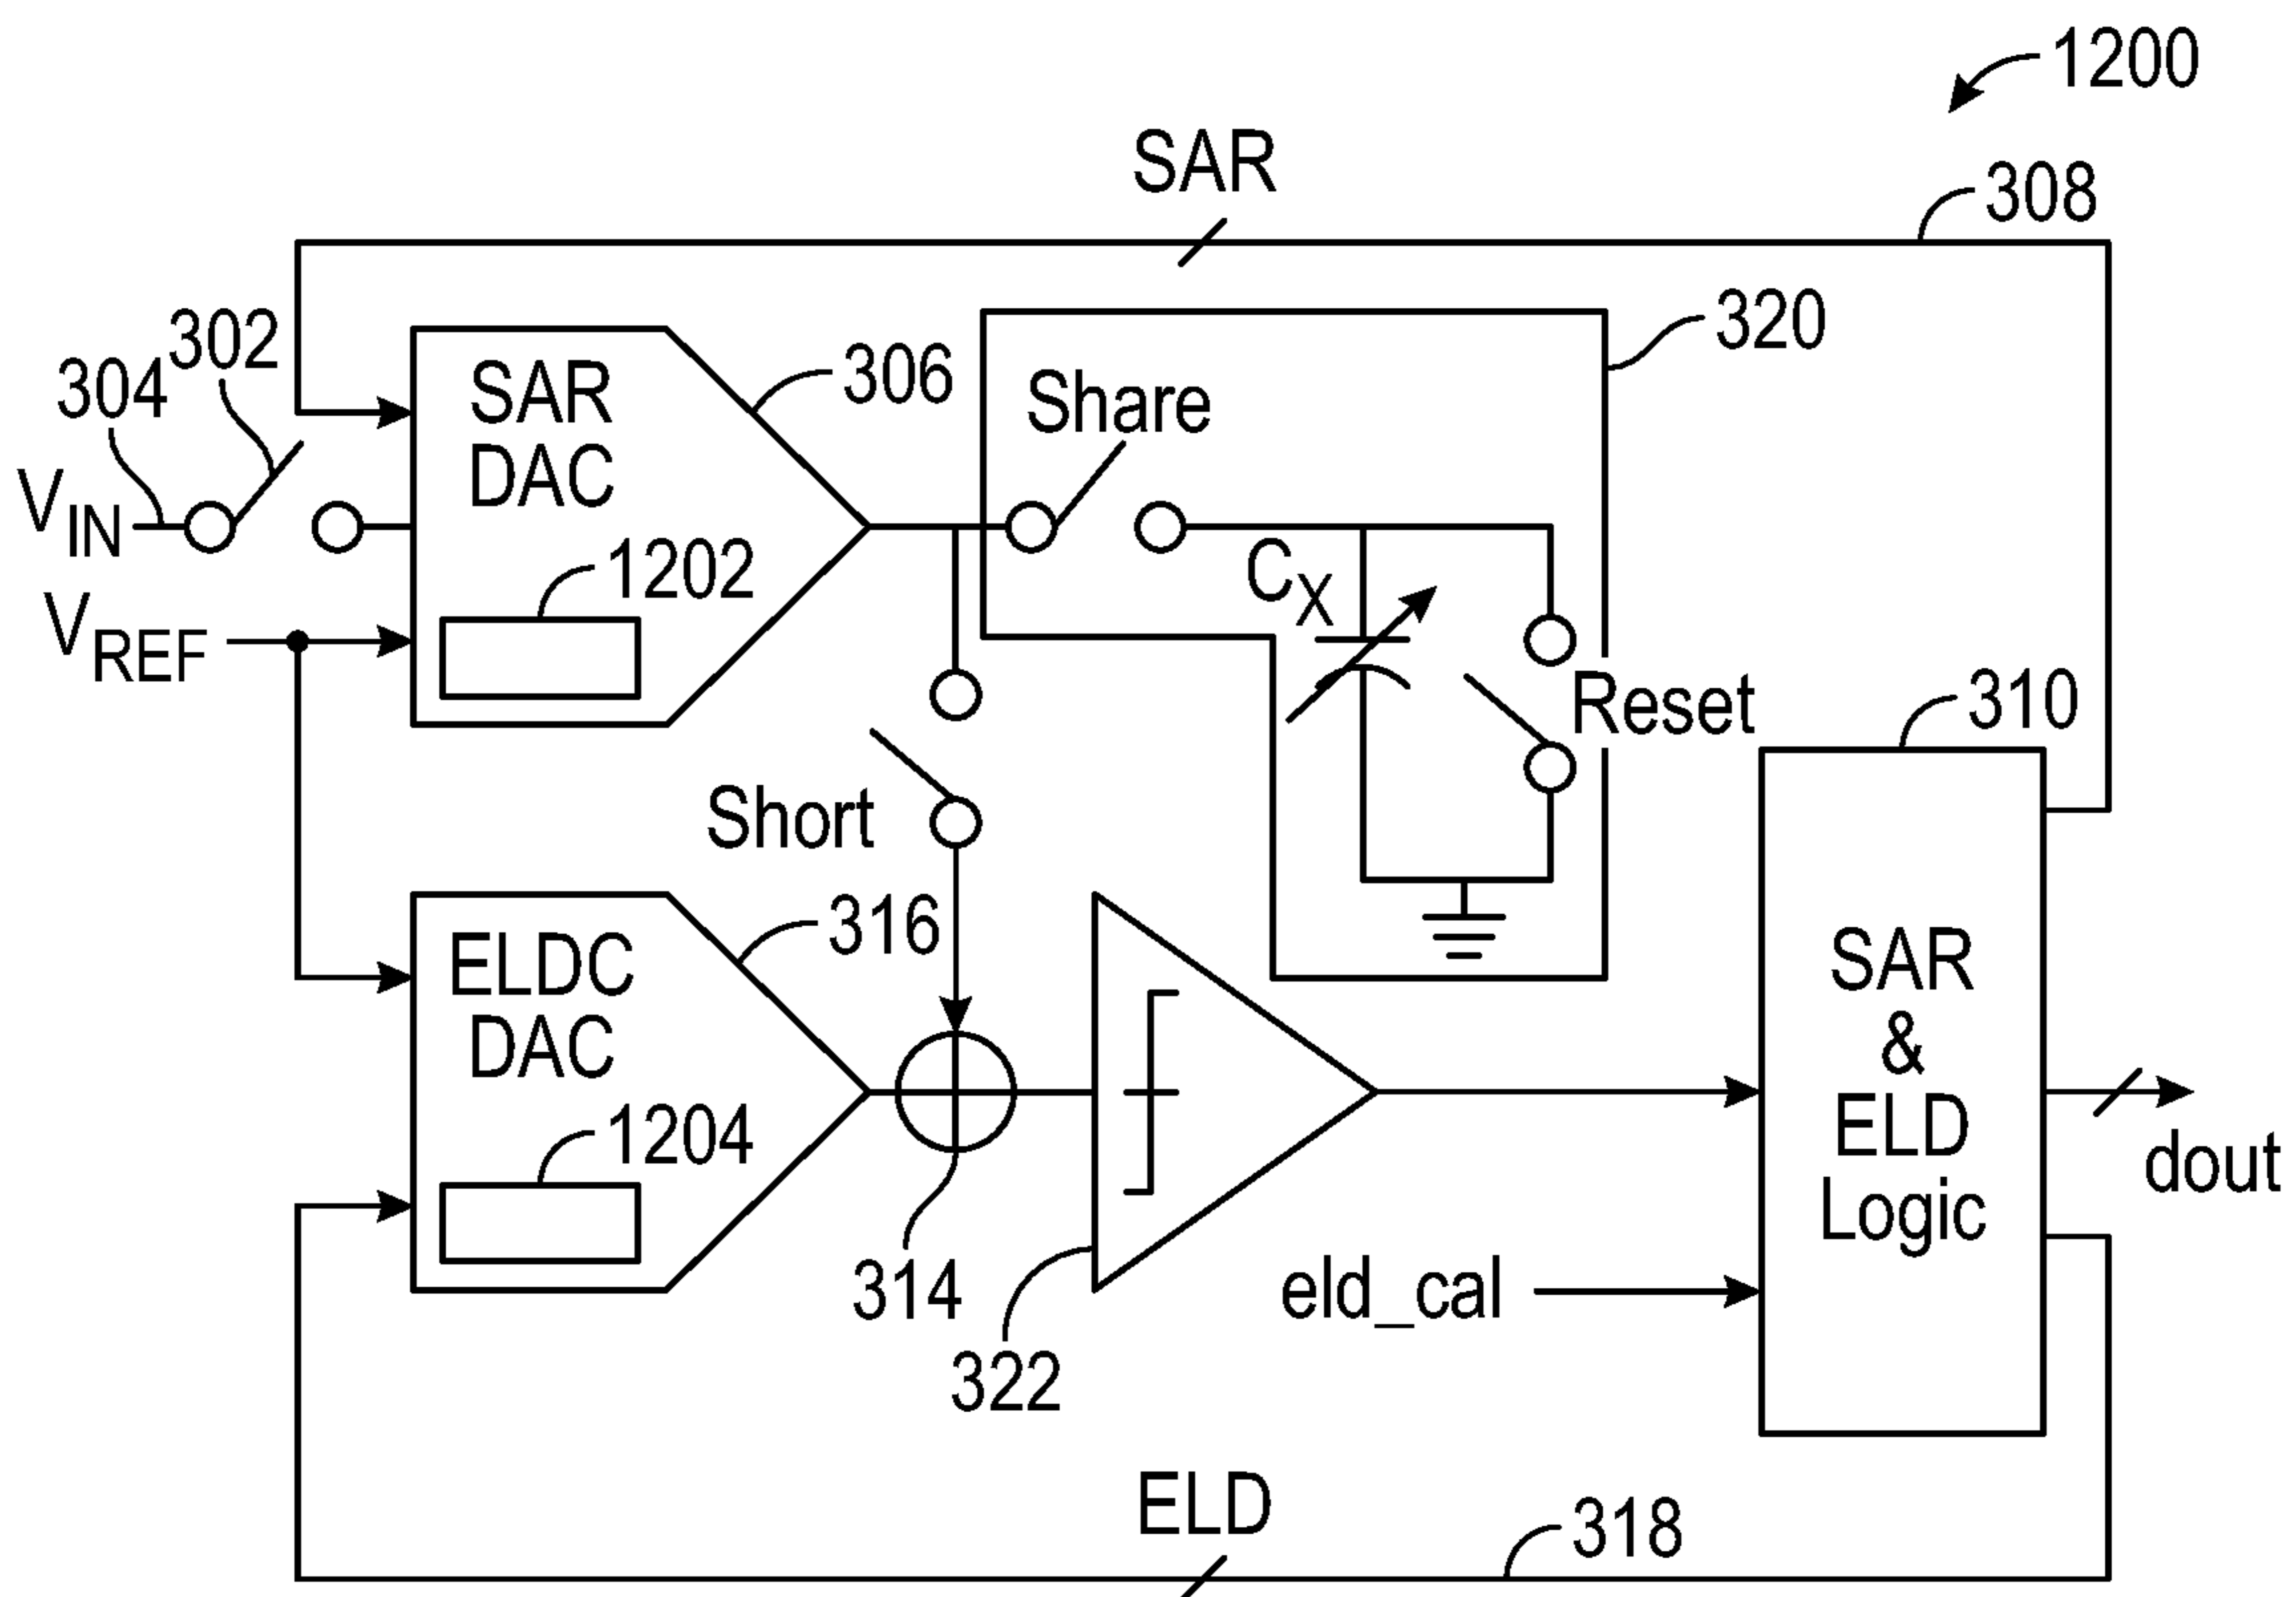 1200
SAR
308
320
302
304
SAR
DAC
306
Share
V_IN
1202
C_X
V_REF
Reset
310
Short
ELDC
DAC
316
SAR
&
ELD
Logic
1204
dout
314
eld_cal
322
ELD
318